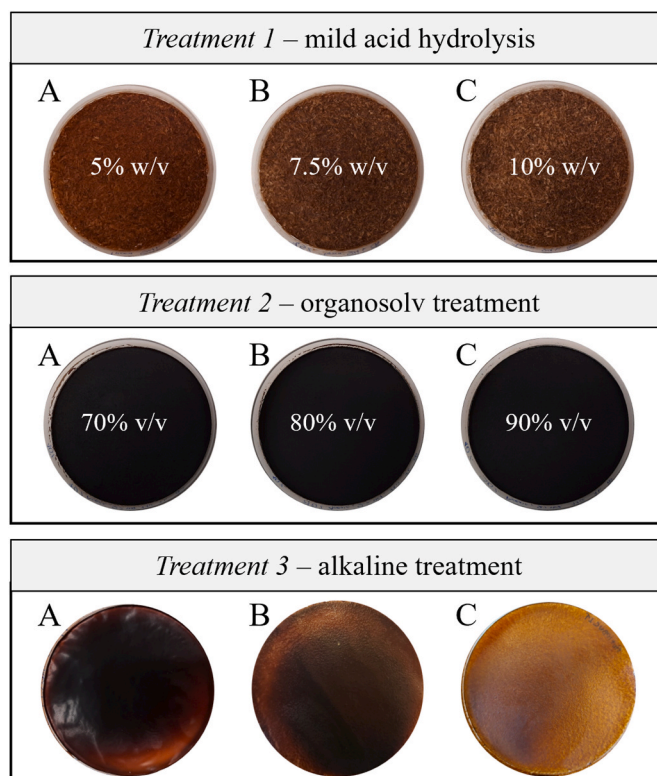 Treatment 1 – mild acid hydrolysis
A B C
5% w/v 7.5% w/v 10% w/v
Treatment 2 – organosolv treatment
A B C
70% v/v 80% v/v 90% v/v
Treatment 3 – alkaline treatment
A B C